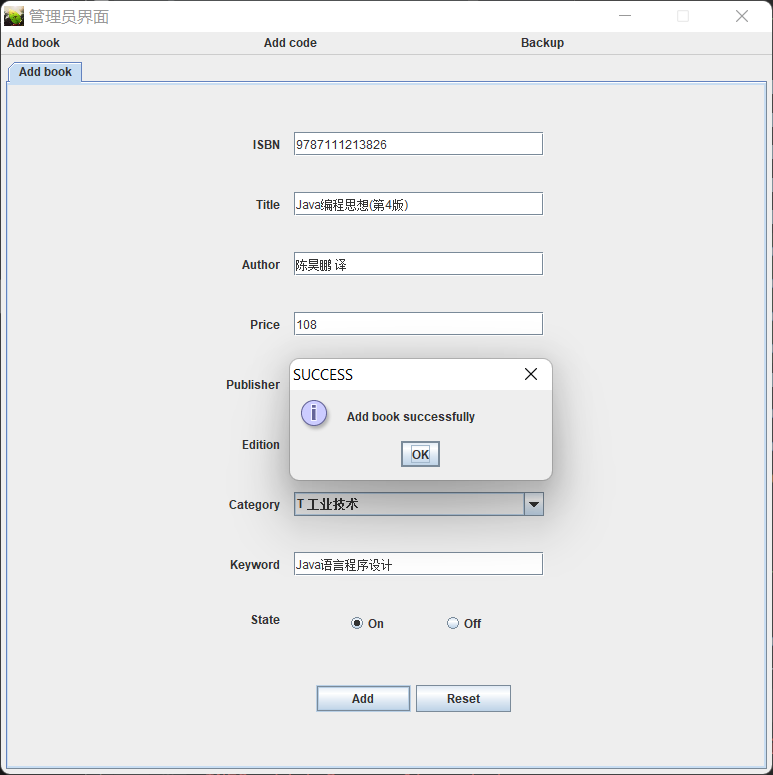 管理员界面
Add book Add code Backup
Add book
ISBN 9787111213826
Title Java编程思想(第4版)
Author 陈昊鹏 译
Price 108
Publisher
SUCCESS
Add book successfully
OK
Edition
Category T 工业技术
Keyword Java语言程序设计
State On Off
Add Reset